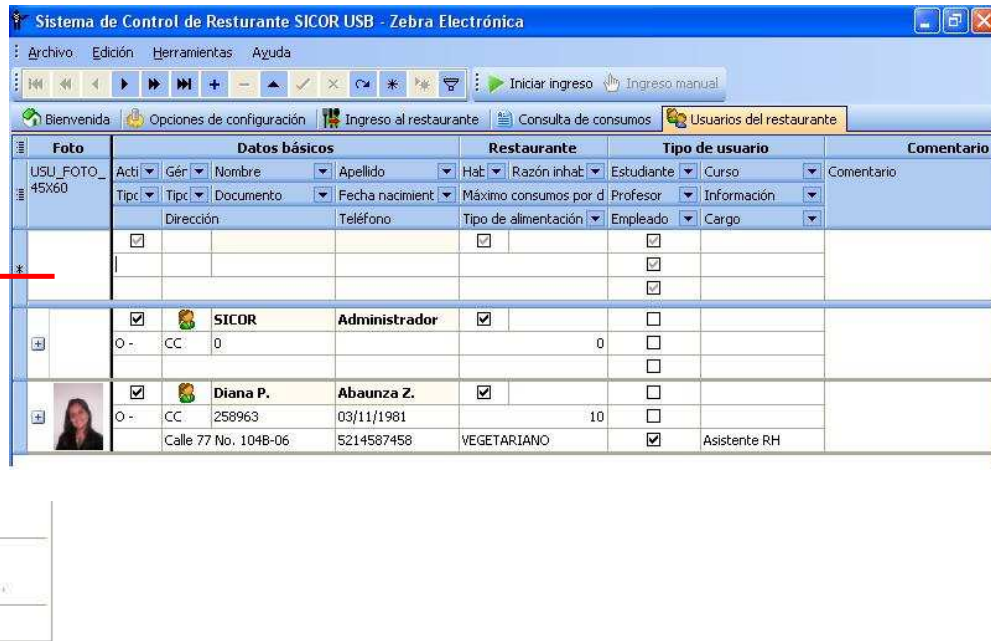 Sistema de Control de Resturante SICOR USB - Zebra Electrónica
Archivo Edición Herramientas Ayuda
Iniciar ingreso Ingreso manual
Bienvenida Opciones de configuración Ingreso al restaurante Consulta de consumos Usuarios del restaurante
Foto Datos básicos Restaurante Tipo de usuario Comentario
USU_FOTO_ Acti Gér Nombre Apellido Hab Razón inhat Estudiante Curso Comentario
45X60 Tipc Tipc Documento Fecha nacimient Máximo consumos por d Profesor Información
Dirección Teléfono Tipo de alimentación Empleado Cargo
SICOR Administrador
O - CC 0 0
Diana P. Abaunza Z.
O - CC 258963 03/11/1981 10
Calle 77 No. 104B-06 5214587458 VEGETARIANO Asistente RH